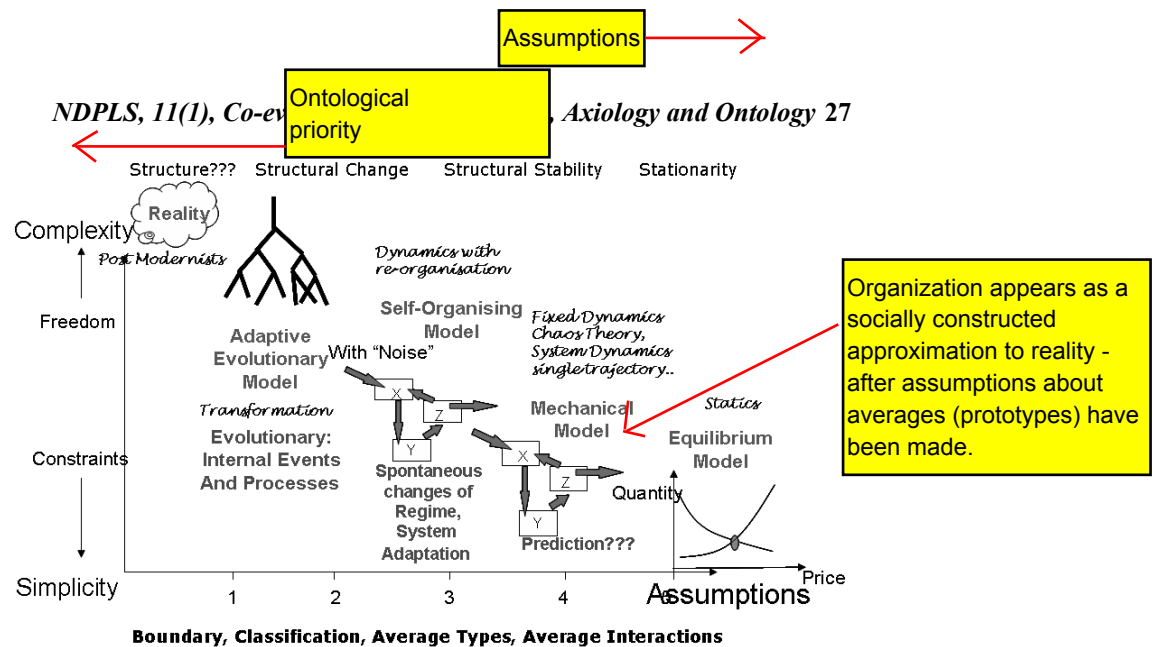 Assumptions
Ontological
priority
NDPLS, 11(1), Co-ev
, Axiology and Ontology 27
Structure??? Structural Change Structural Stability Stationarity
Reality
Complexity
Post Modernists
Dynamics with
re-organisation
Freedom
Self-Organising
Model
Fixed Dynamics
Chaos Theory,
System Dynamics
single trajectory..
Organization appears as a
socially constructed
approximation to reality -
after assumptions about
averages (prototypes) have
been made.
Adaptive
Evolutionary
Model
With “Noise”
X
Z
Y
Transformation
Evolutionary:
Internal Events
And Processes
Mechanical
Model
Statics
Equilibrium
Model
Constraints
Spontaneous
changes of
Regime,
System
Adaptation
X
Z
Y
Prediction???
Quantity
Price
Simplicity
1 2 3 4
Assumptions
Boundary, Classification, Average Types, Average Interactions